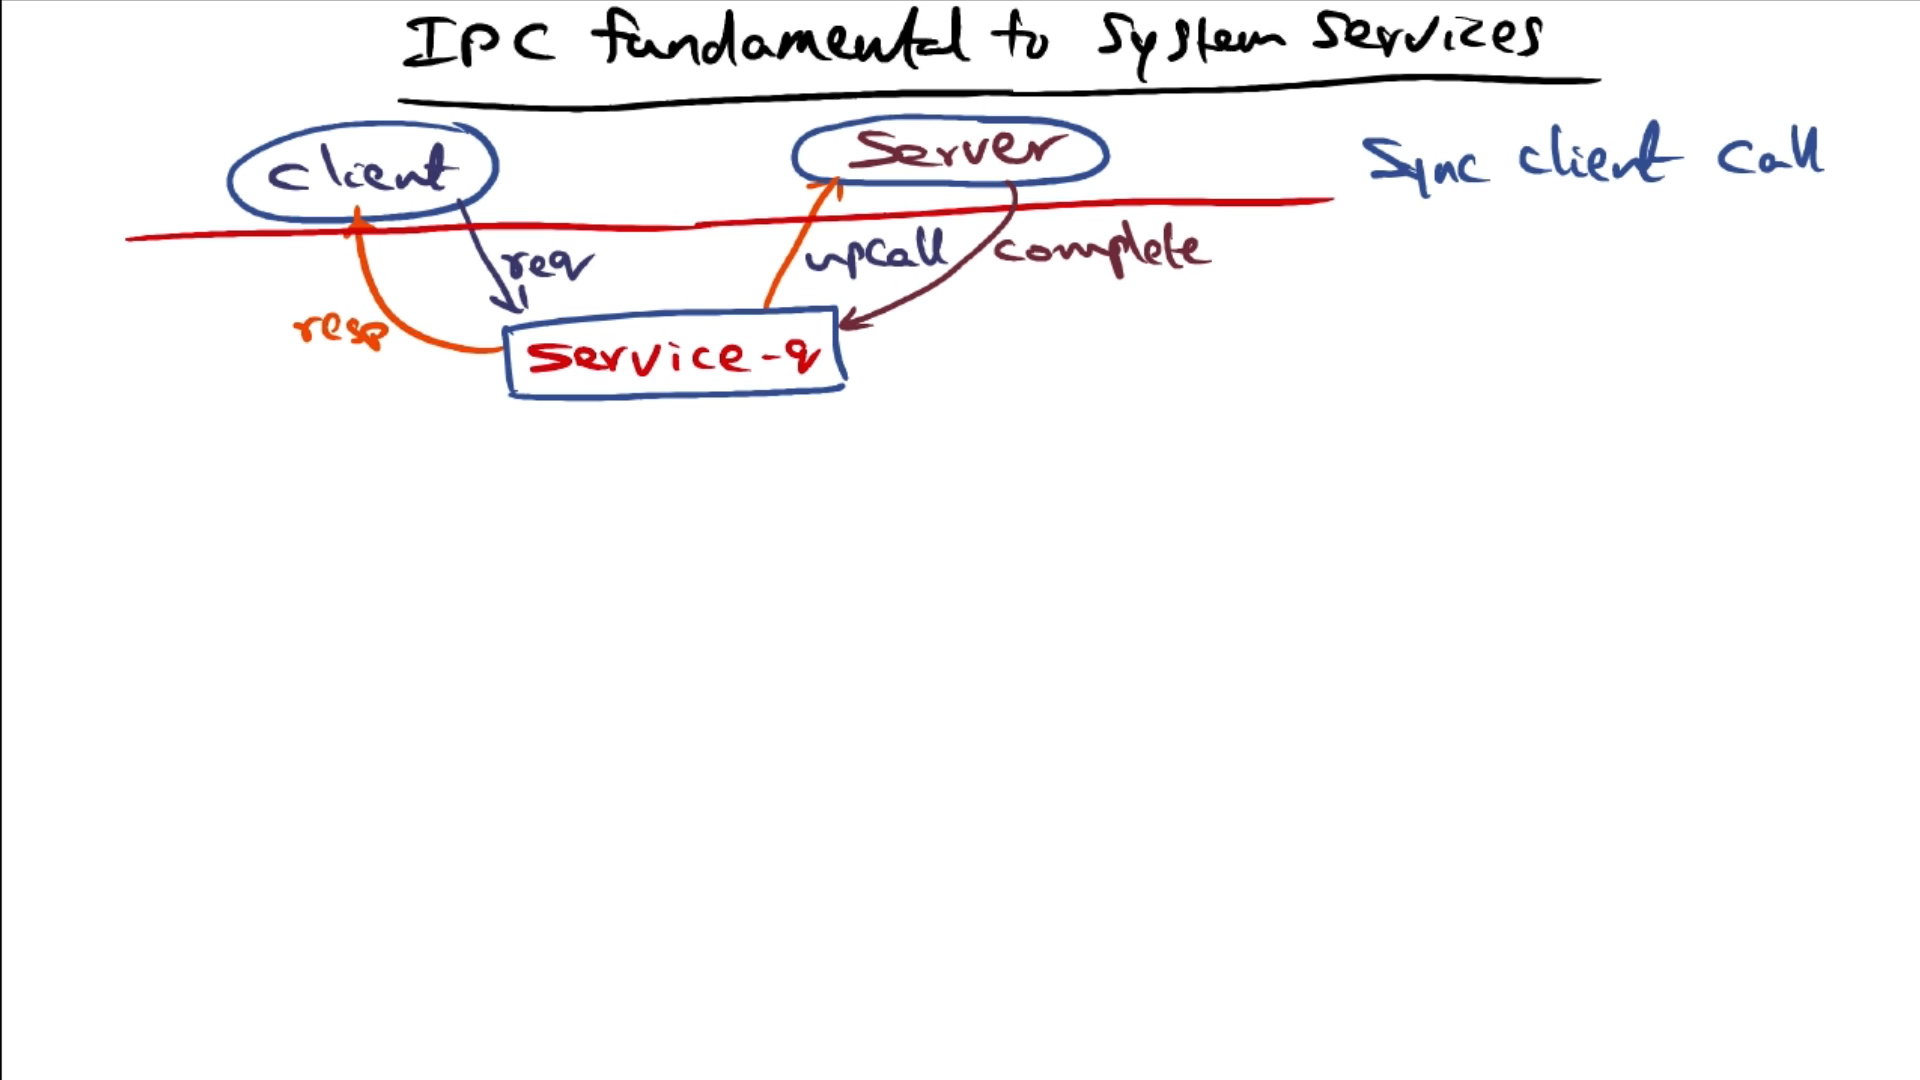 IPC fundamental to System Services
client
Server
Sync client call
req
upcall
complete
resp
Service-q